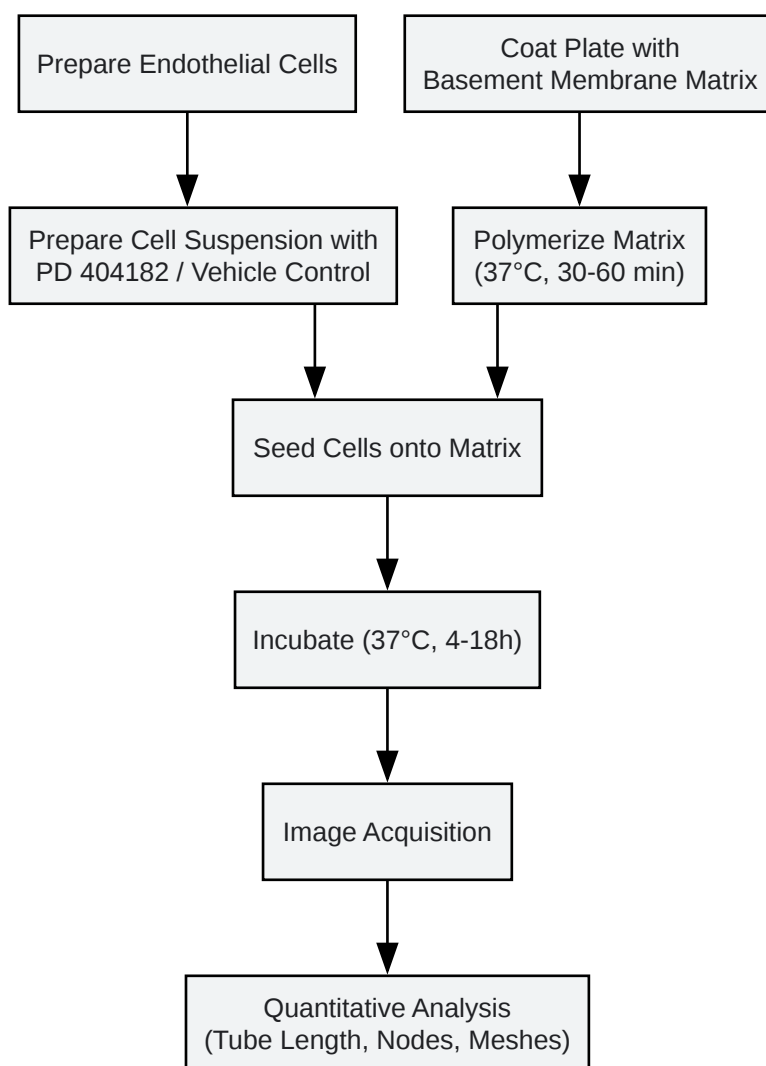 Prepare Endothelial Cells
Coat Plate with
Basement Membrane Matrix
Prepare Cell Suspension with
PD 404182 / Vehicle Control
Polymerize Matrix
(37°C, 30-60 min)
Seed Cells onto Matrix
Incubate (37°C, 4-18h)
Image Acquisition
Quantitative Analysis
(Tube Length, Nodes, Meshes)